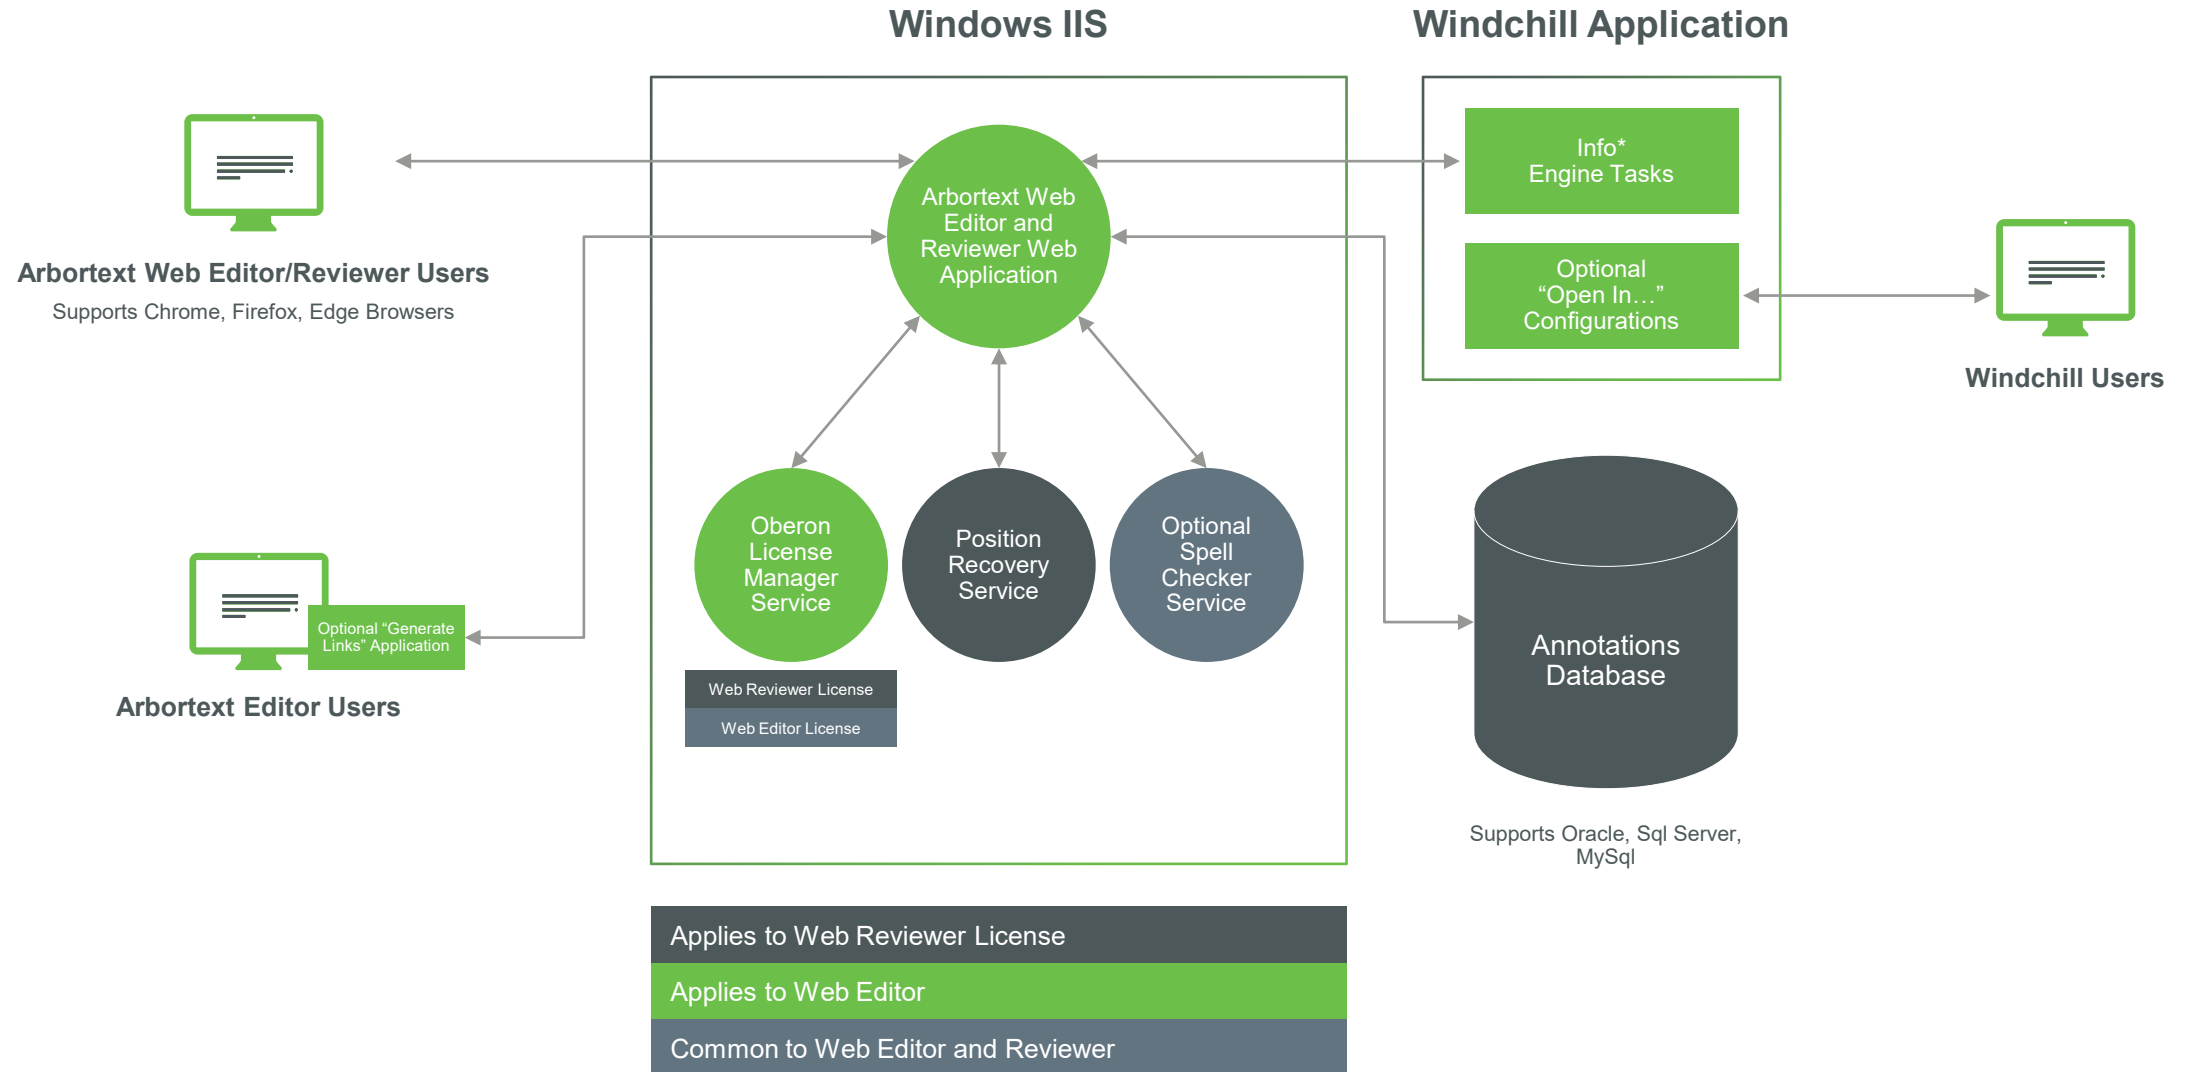 Windows IIS
Windchill Application
Arbortext Web
Editor and
Reviewer Web
Application
Info*
Engine Tasks
Optional
“Open In…”
Configurations
Arbortext Web Editor/Reviewer Users
Supports Chrome, Firefox, Edge Browsers
Windchill Users
Oberon
License
Manager
Service
Position
Recovery
Service
Optional
Spell
Checker
Service
Optional “Generate
Links” Application
Arbortext Editor Users
Web Reviewer License
Web Editor License
Annotations
Database
Supports Oracle, Sql Server,
MySql
Applies to Web Reviewer License
Applies to Web Editor
Common to Web Editor and Reviewer